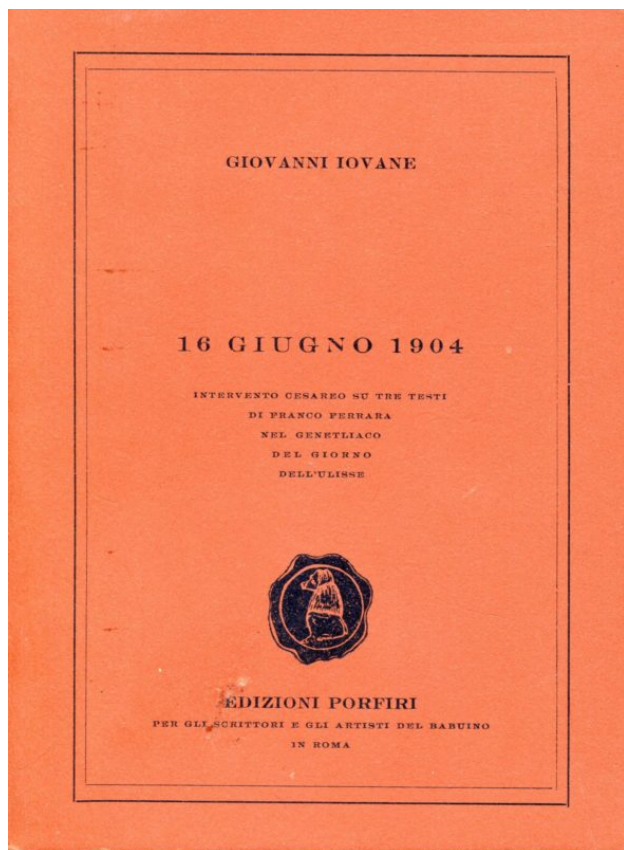 GIOVANNI IOVANE
16 GIUGNO 1904
INTERVENTO CESAREO SU TRE TESTI
DI FRANCO FERRARA
NEL GENETLIACO
DEL GIORNO
DELL'ULISSE
EDIZIONI PORFIRI
PER GLI SCRITTORI E GLI ARTISTI DEL BABUINO
IN ROMA